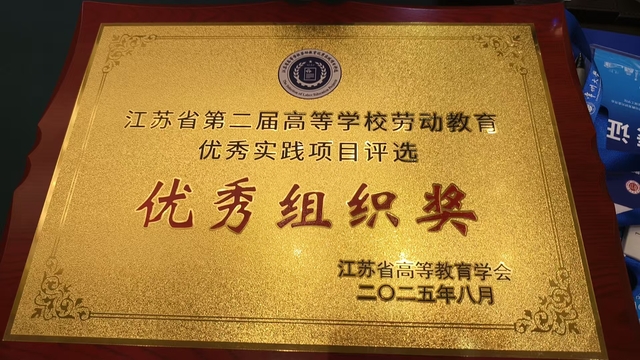 江苏省第二届高等学校劳动教育
优秀实践项目评选
优秀组织奖
江苏省高等教育学会
二〇二五年八月
证